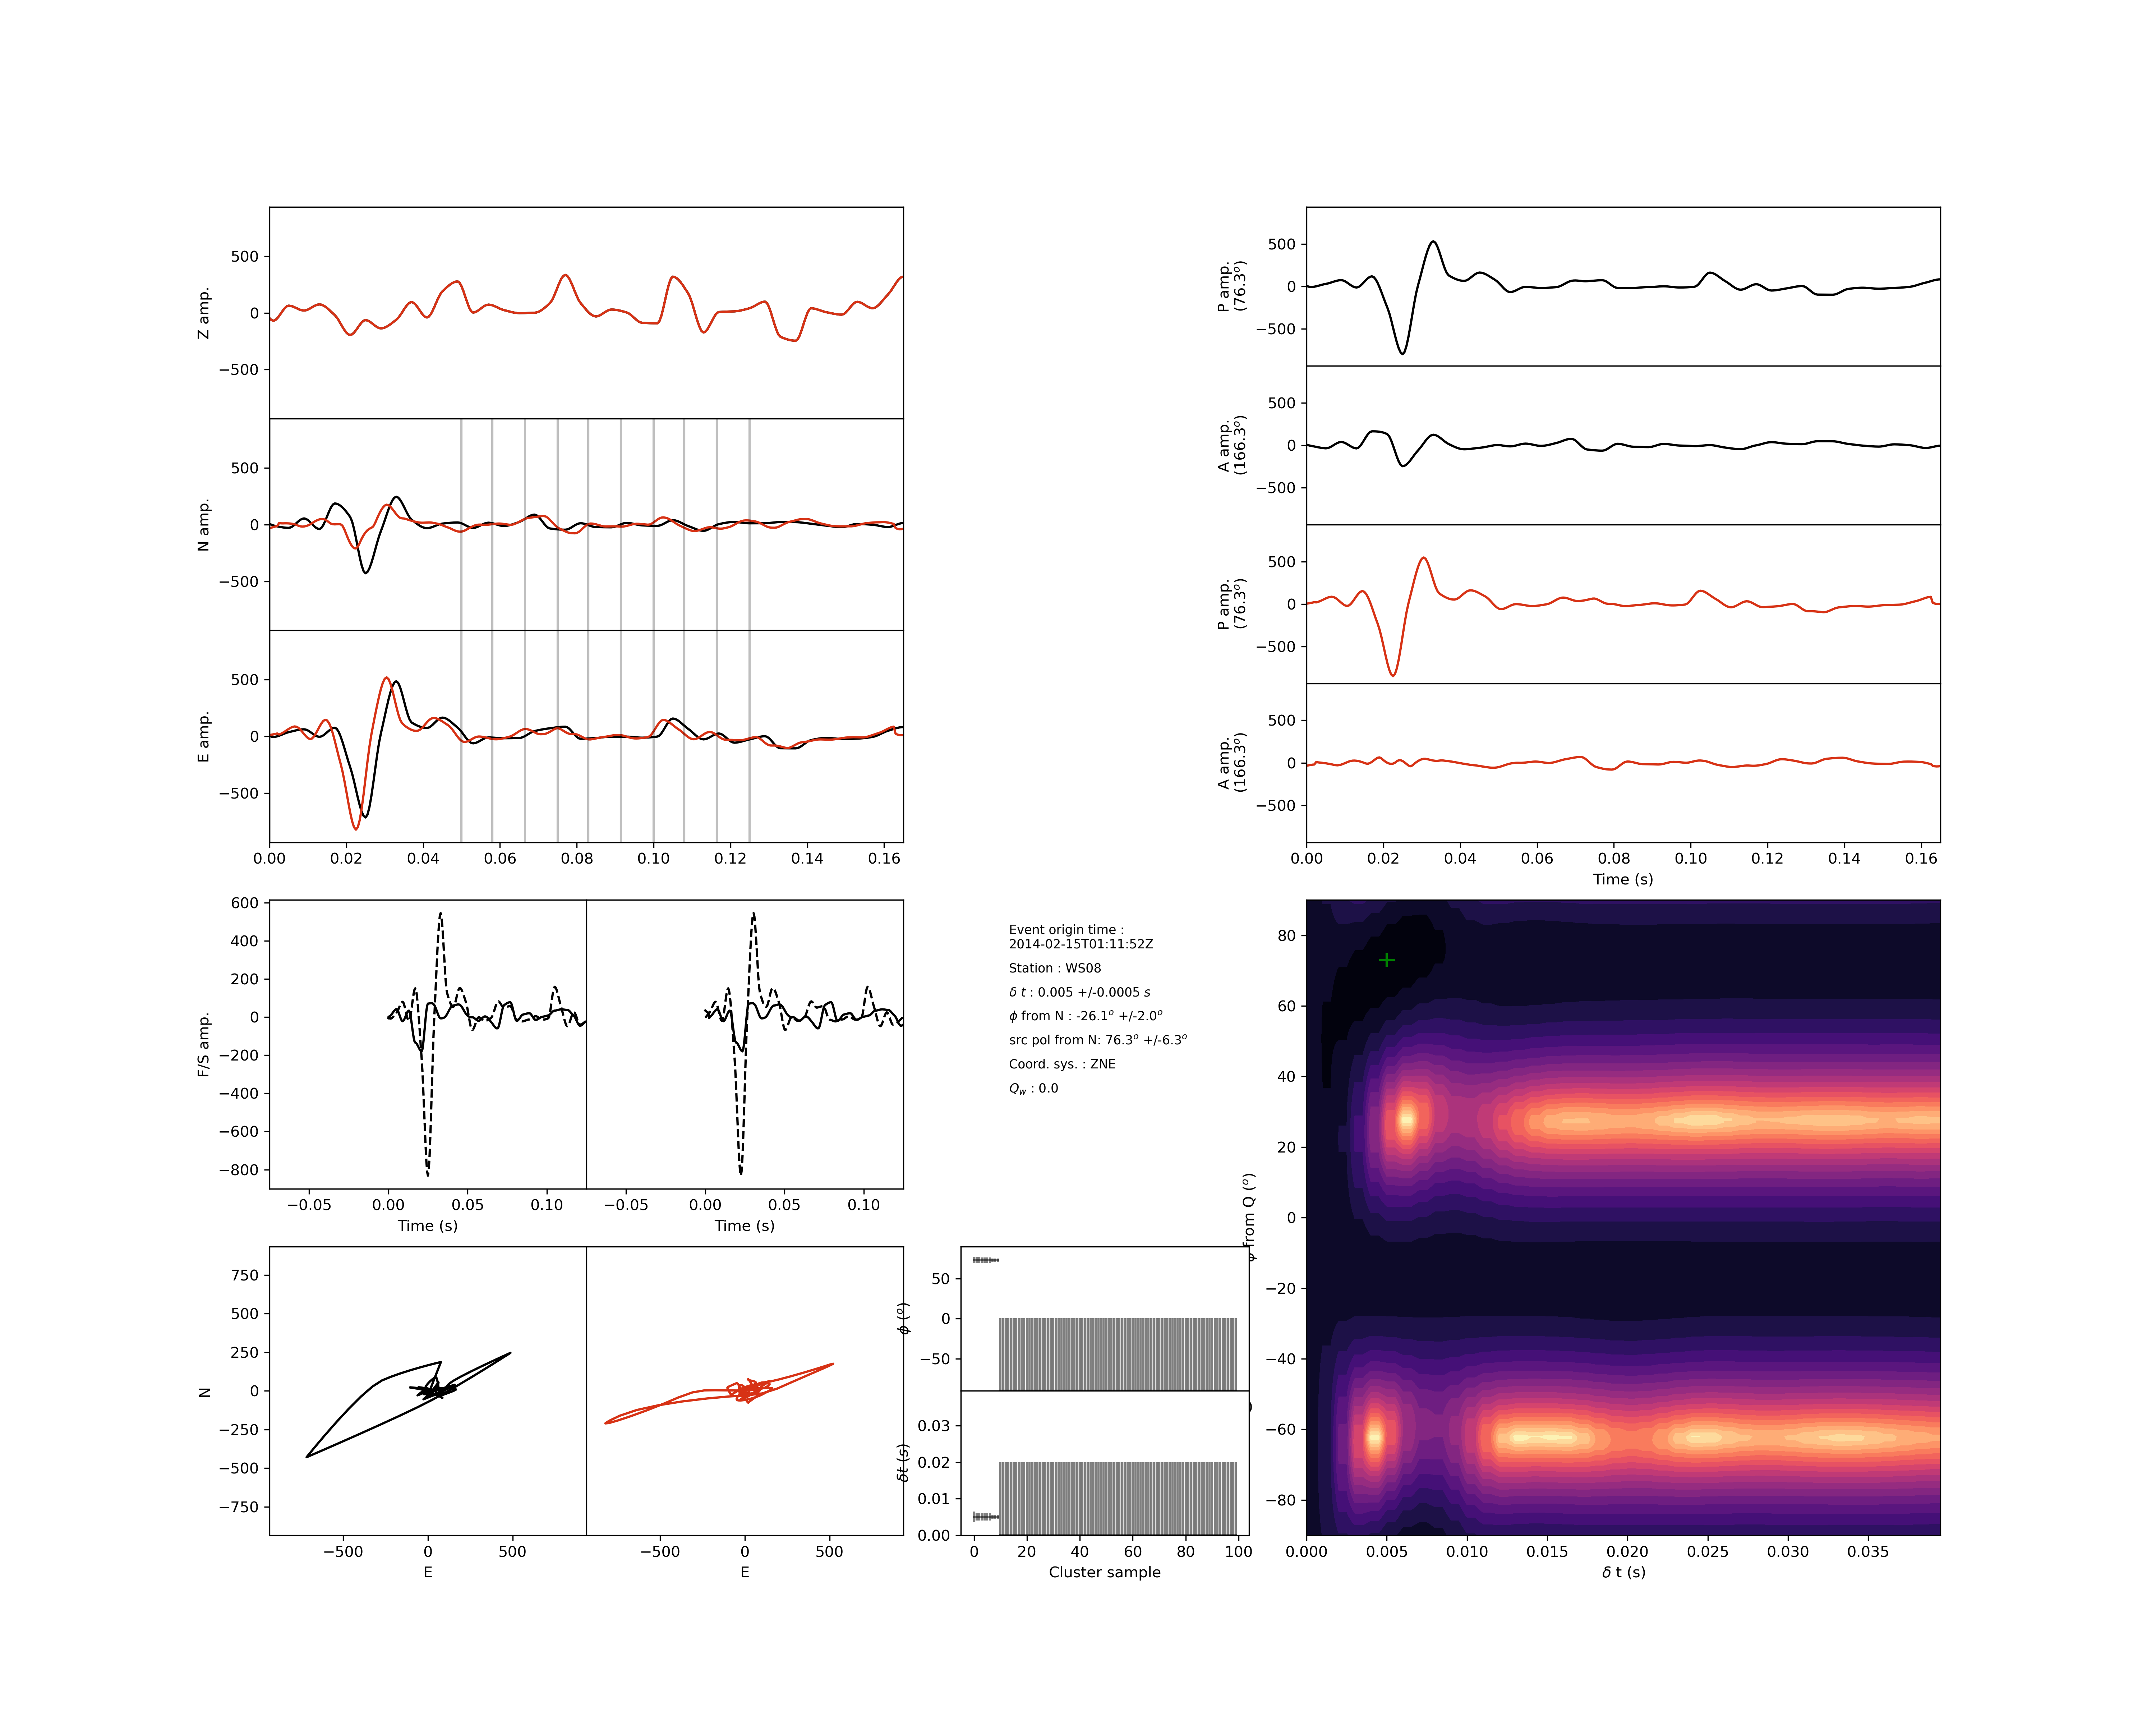 Z amp.
500
0
−500
N amp.
500
0
−500
E amp.
500
0
−500
0.00 0.02 0.04 0.06 0.08 0.10 0.12 0.14 0.16
P amp.
(76.3°)
500
0
−500
A amp.
(166.3°)
500
0
−500
P amp.
(76.3°)
500
0
−500
A amp.
(166.3°)
500
0
−500
0.00 0.02 0.04 0.06 0.08 0.10 0.12 0.14 0.16
Time (s)
F/S amp.
600
400
200
0
−200
−400
−600
−800
−0.05 0.00 0.05 0.10
Time (s)
−0.05 0.00 0.05 0.10
Time (s)
Event origin time :
2014-02-15T01:11:52Z
Station : WS08
δ t : 0.005 +/-0.0005 s
ϕ from N : -26.1° +/-2.0°
src pol from N: 76.3° +/-6.3°
Coord. sys. : ZNE
Qw : 0.0
N
750
500
250
0
−250
−500
−750
−500 0 500
E
−500 0 500
E
ϕ (°)
50
0
−50
δt (s)
0.03
0.02
0.01
0.00
0 20 40 60 80 100
Cluster sample
ϕ from Q (°)
80
60
40
20
0
−20
−40
−60
−80
0.000 0.005 0.010 0.015 0.020 0.025 0.030 0.035
δ t (s)